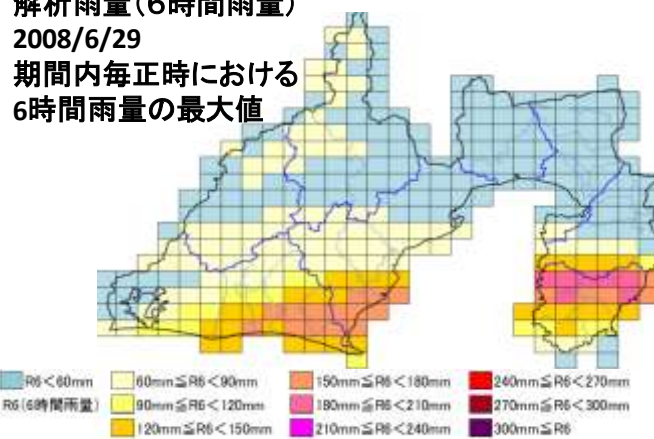 解析雨量(6時間雨量)
2008/6/29
期間内毎正時における
6時間雨量の最大値
R6<60mm 60mm≦R6<90mm 150mm≦R6<180mm 240mm≦R6<270mm
R6(6時間雨量) 90mm≦R6<120mm 180mm≦R6<210mm 270mm≦R6<300mm
120mm≦R6<150mm 210mm≦R6<240mm 300mm≦R6